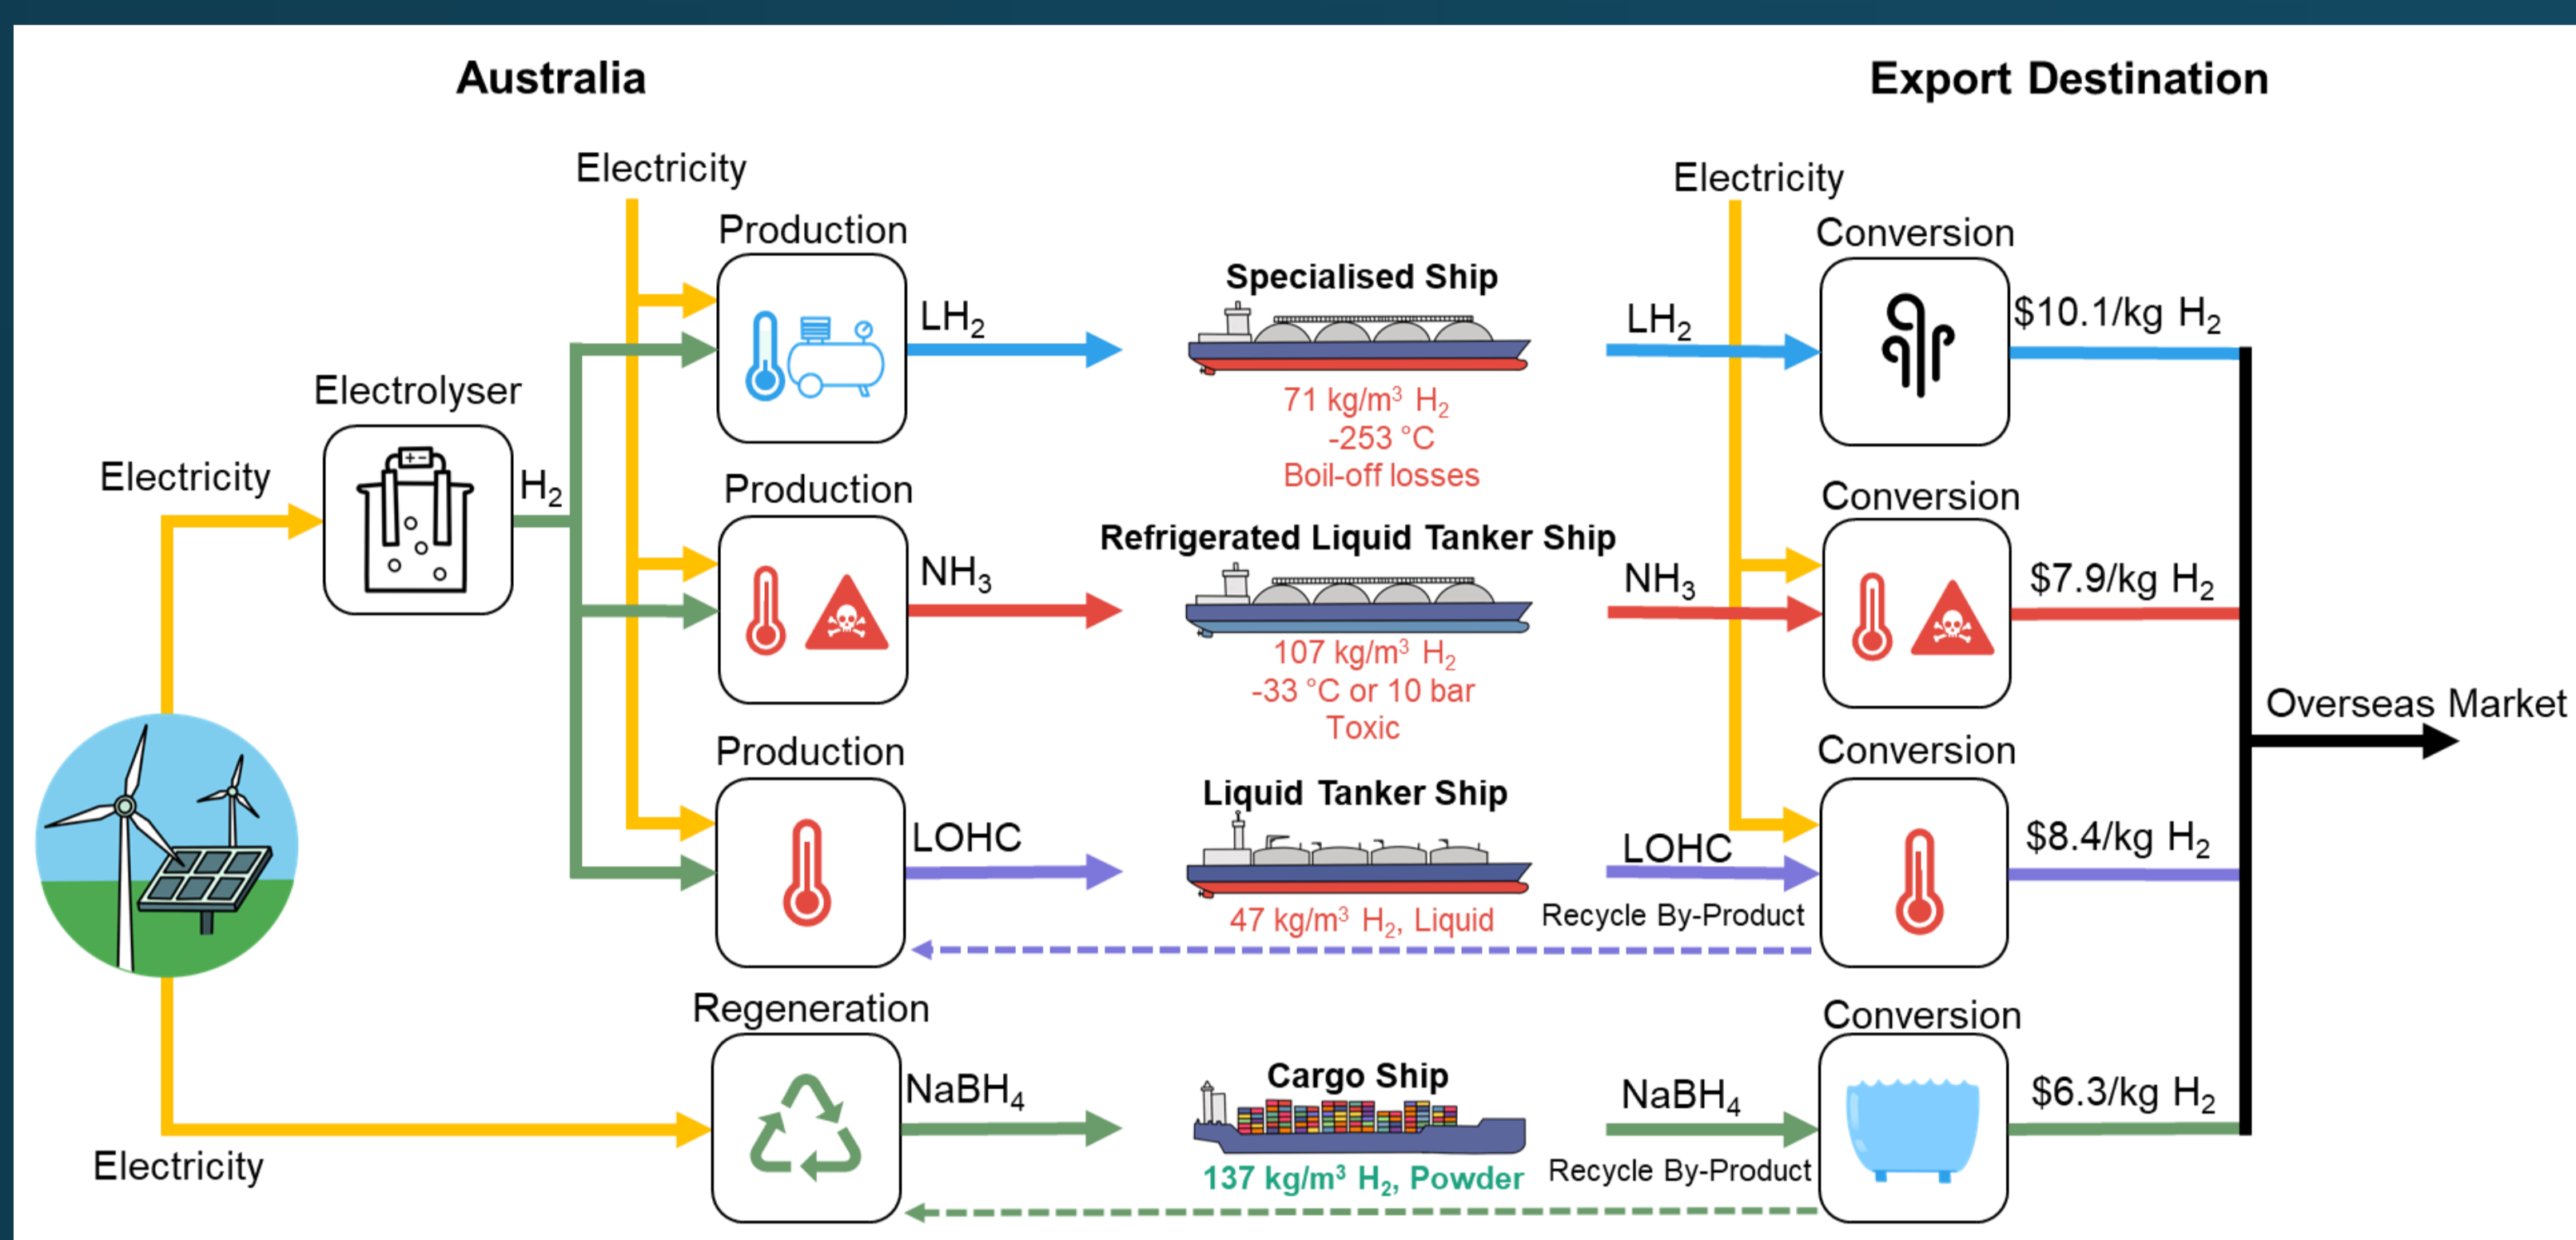 Australia
Export Destination
Electricity
Electricity
Production
Conversion
Specialised Ship
LH₂
LH₂
$10.1/kg H₂
71 kg/m³ H₂
-253 °C
Boil-off losses
Electrolyser
Electricity
H₂
+ -
Production
Conversion
Refrigerated Liquid Tanker Ship
NH₃
NH₃
$7.9/kg H₂
107 kg/m³ H₂
-33 °C or 10 bar
Toxic
Overseas Market
Production
Conversion
Liquid Tanker Ship
LOHC
LOHC
$8.4/kg H₂
47 kg/m³ H₂, Liquid
Recycle By-Product
Regeneration
Conversion
Cargo Ship
NaBH₄
NaBH₄
$6.3/kg H₂
137 kg/m³ H₂, Powder
Recycle By-Product
Electricity